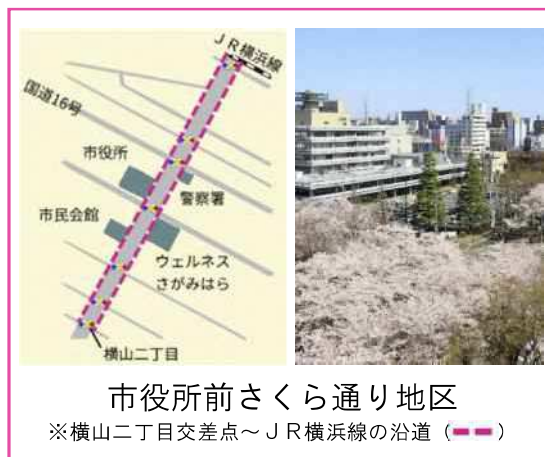 ＪＲ横浜線
国道16号
市役所
警察署
市民会館
ウェルネス
さがみはら
横山二丁目
市役所前さくら通り地区
※横山二丁目交差点～ＪＲ横浜線の沿道（　）